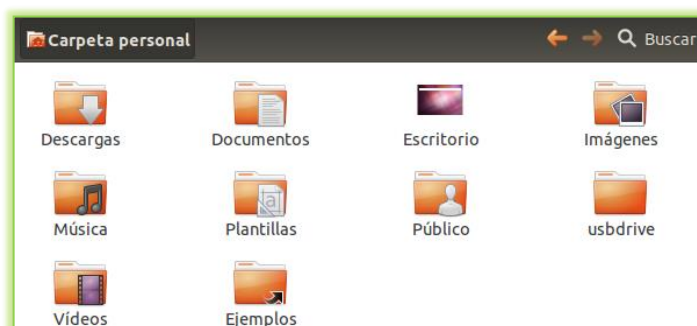 Carpeta personal Buscar
Descargas Documentos Escritorio Imágenes
Música Plantillas Público usbdrive
Vídeos Ejemplos